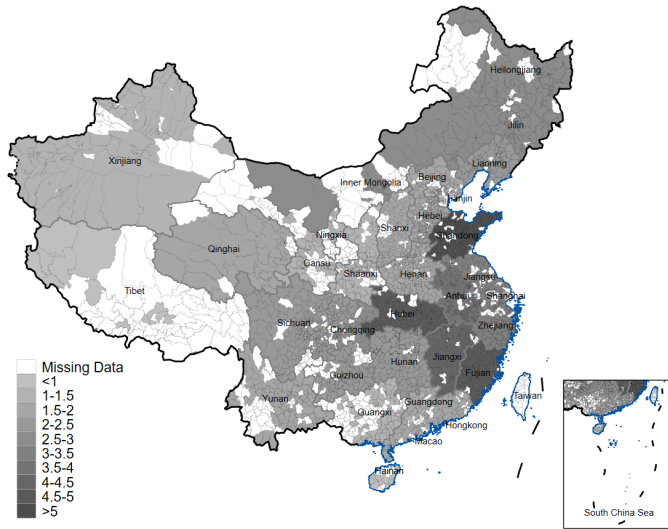 Heilongjiang
Jilin
Liaoning
Xinjiang
Inner Mongolia
Beijing
Tianjin
Hebei
Ningxia
Shanxi
Shandong
Qinghai
Gansu
Shaanxi
Henan
Jiangsu
Tibet
Anhui
Shanghai
Hubei
Sichuan
Chongqing
Zhejiang
Hunan
Jiangxi
Guizhou
Fujian
Yunan
Guangxi
Guangdong
Taiwan
Hongkong
Macao
Hainan
Missing Data
<1
1-1.5
1.5-2
2-2.5
2.5-3
3-3.5
3.5-4
4-4.5
4.5-5
>5
South China Sea